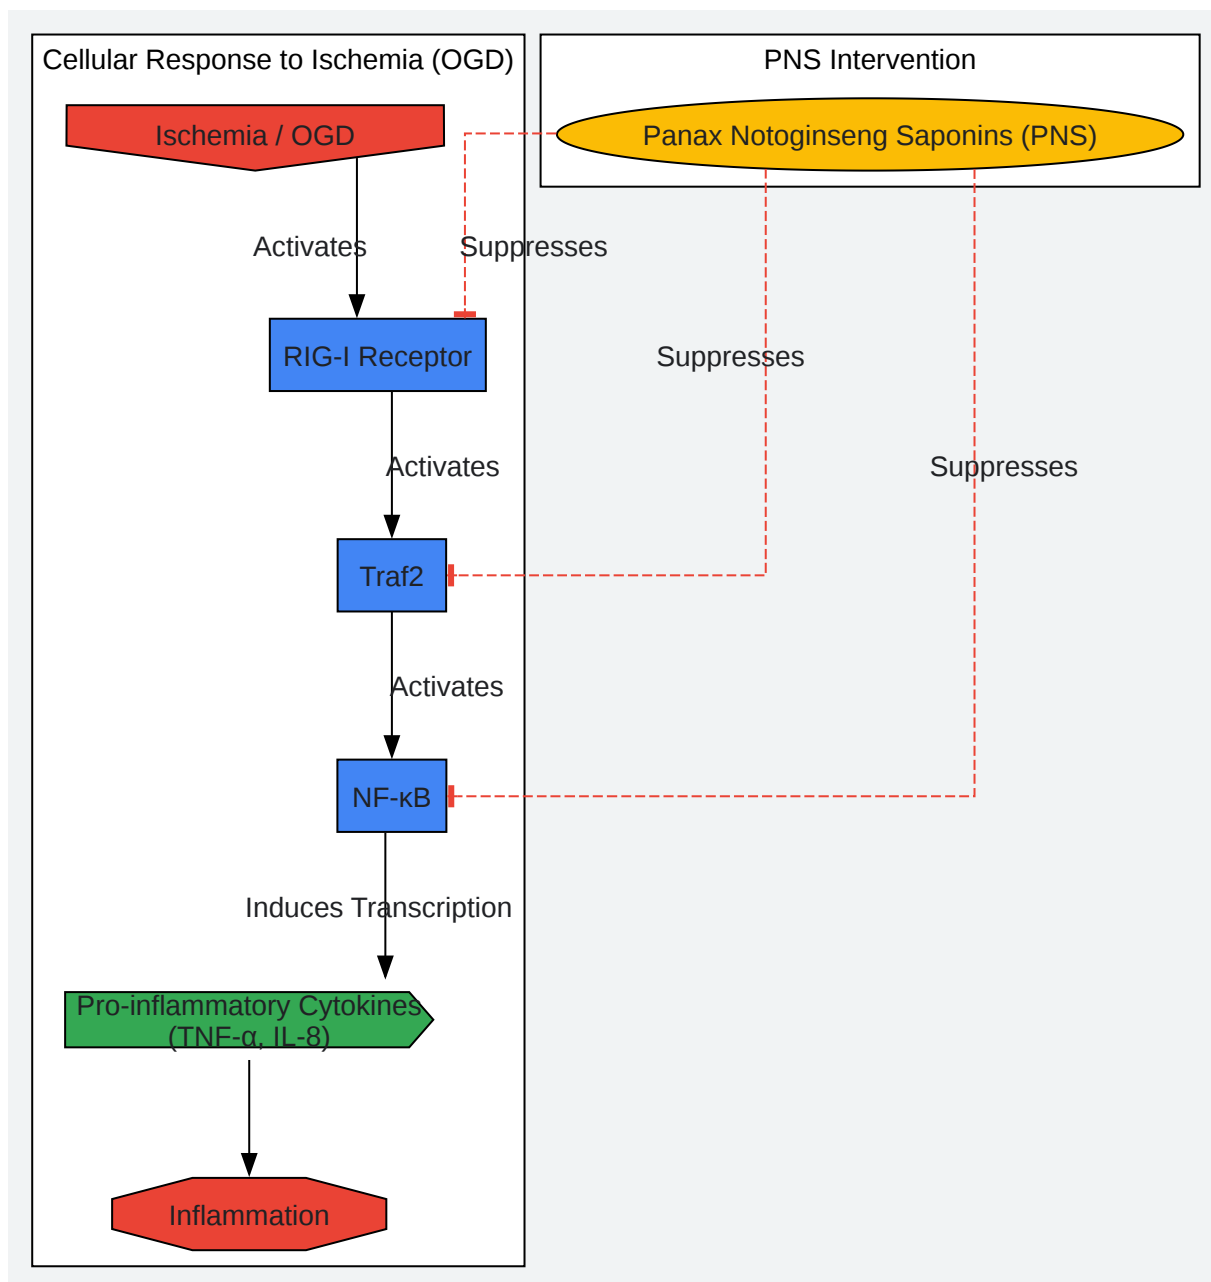 Cellular Response to Ischemia (OGD)
PNS Intervention
Ischemia / OGD
Panax Notoginseng Saponins (PNS)
Activates
Suppresses
RIG-I Receptor
Suppresses
Activates
Suppresses
Traf2
Activates
NF-κB
Induces Transcription
Pro-inflammatory Cytokines
(TNF-α, IL-8)
Inflammation